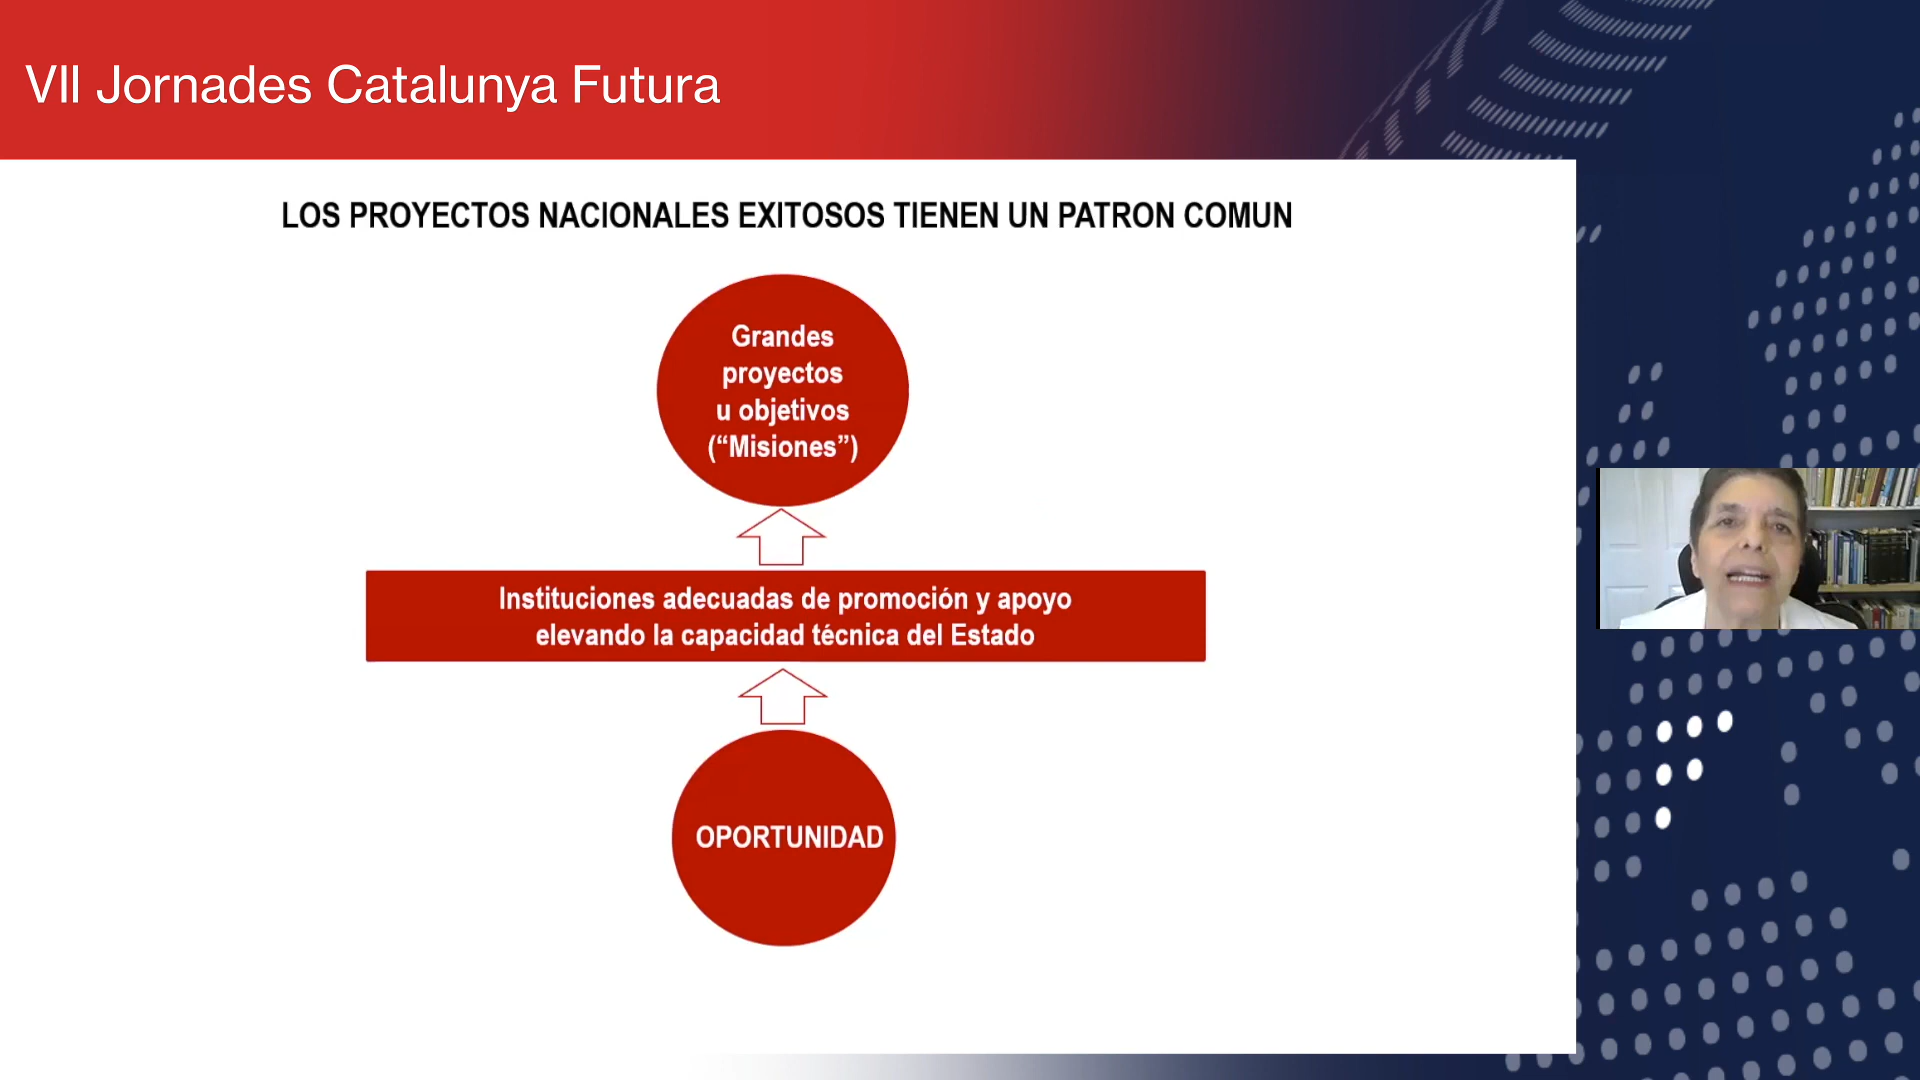 VII Jornades Catalunya Futura
LOS PROYECTOS NACIONALES EXITOSOS TIENEN UN PATRON COMUN
Grandes
proyectos
u objetivos
(“Misiones”)
Instituciones adecuadas de promoción y apoyo
elevando la capacidad técnica del Estado
OPORTUNIDAD